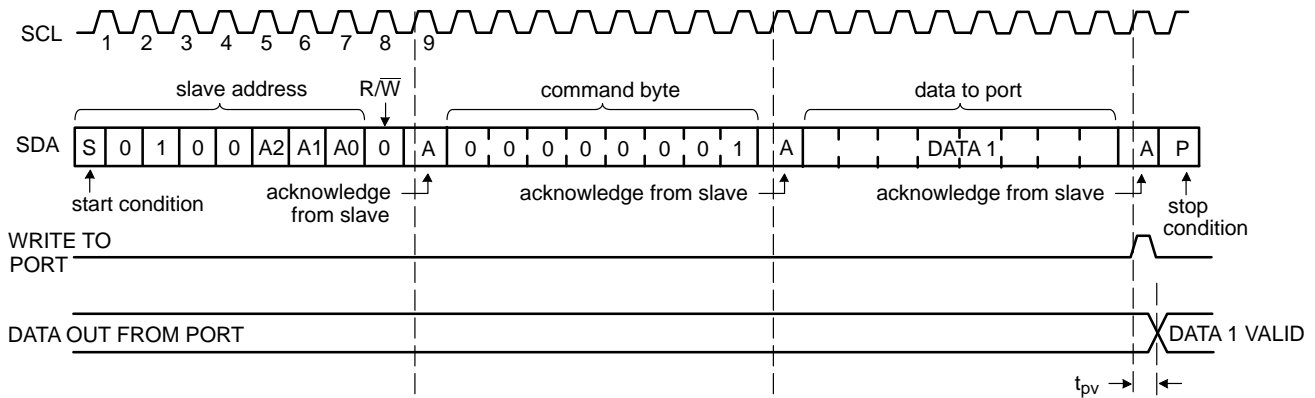 SCL
1 2 3 4 5 6 7 8 9
slave address
R/W̅
command byte
data to port
SDA
S 0 1 0 0 A2 A1 A0 0 A 0 0 0 0 0 0 0 1 A DATA 1 A P
start condition
acknowledge
from slave
acknowledge from slave
acknowledge from slave
stop
condition
WRITE TO
PORT
DATA OUT FROM PORT
DATA 1 VALID
tpv